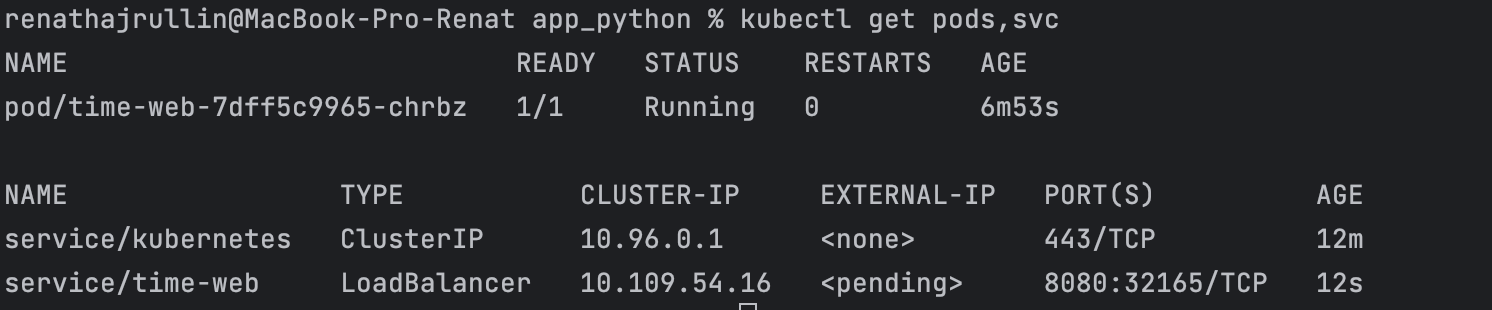 renathajrullin@MacBook-Pro-Renat app_python % kubectl get pods,svc
NAME                             READY   STATUS    RESTARTS   AGE
pod/time-web-7dff5c9965-chrbz   1/1     Running   0          6m53s

NAME                 TYPE           CLUSTER-IP     EXTERNAL-IP   PORT(S)          AGE
service/kubernetes   ClusterIP      10.96.0.1      <none>        443/TCP          12m
service/time-web     LoadBalancer   10.109.54.16   <pending>     8080:32165/TCP   12s